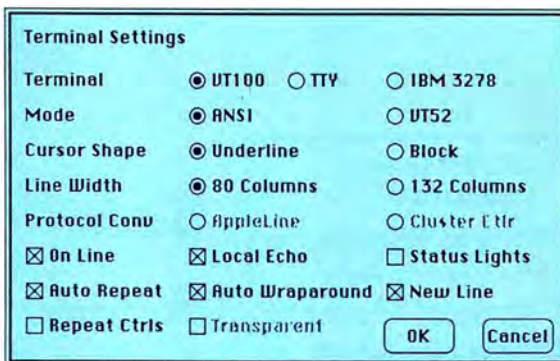 Terminal Settings
Terminal VT100 TTY IBM 3278
Mode ANSI VT52
Cursor Shape Underline Block
Line Width 80 Columns 132 Columns
Protocol Conv AppleLine Cluster Ctlr
On Line Local Echo Status Lights
Auto Repeat Auto Wraparound New Line
Repeat Ctrls Transparent OK Cancel